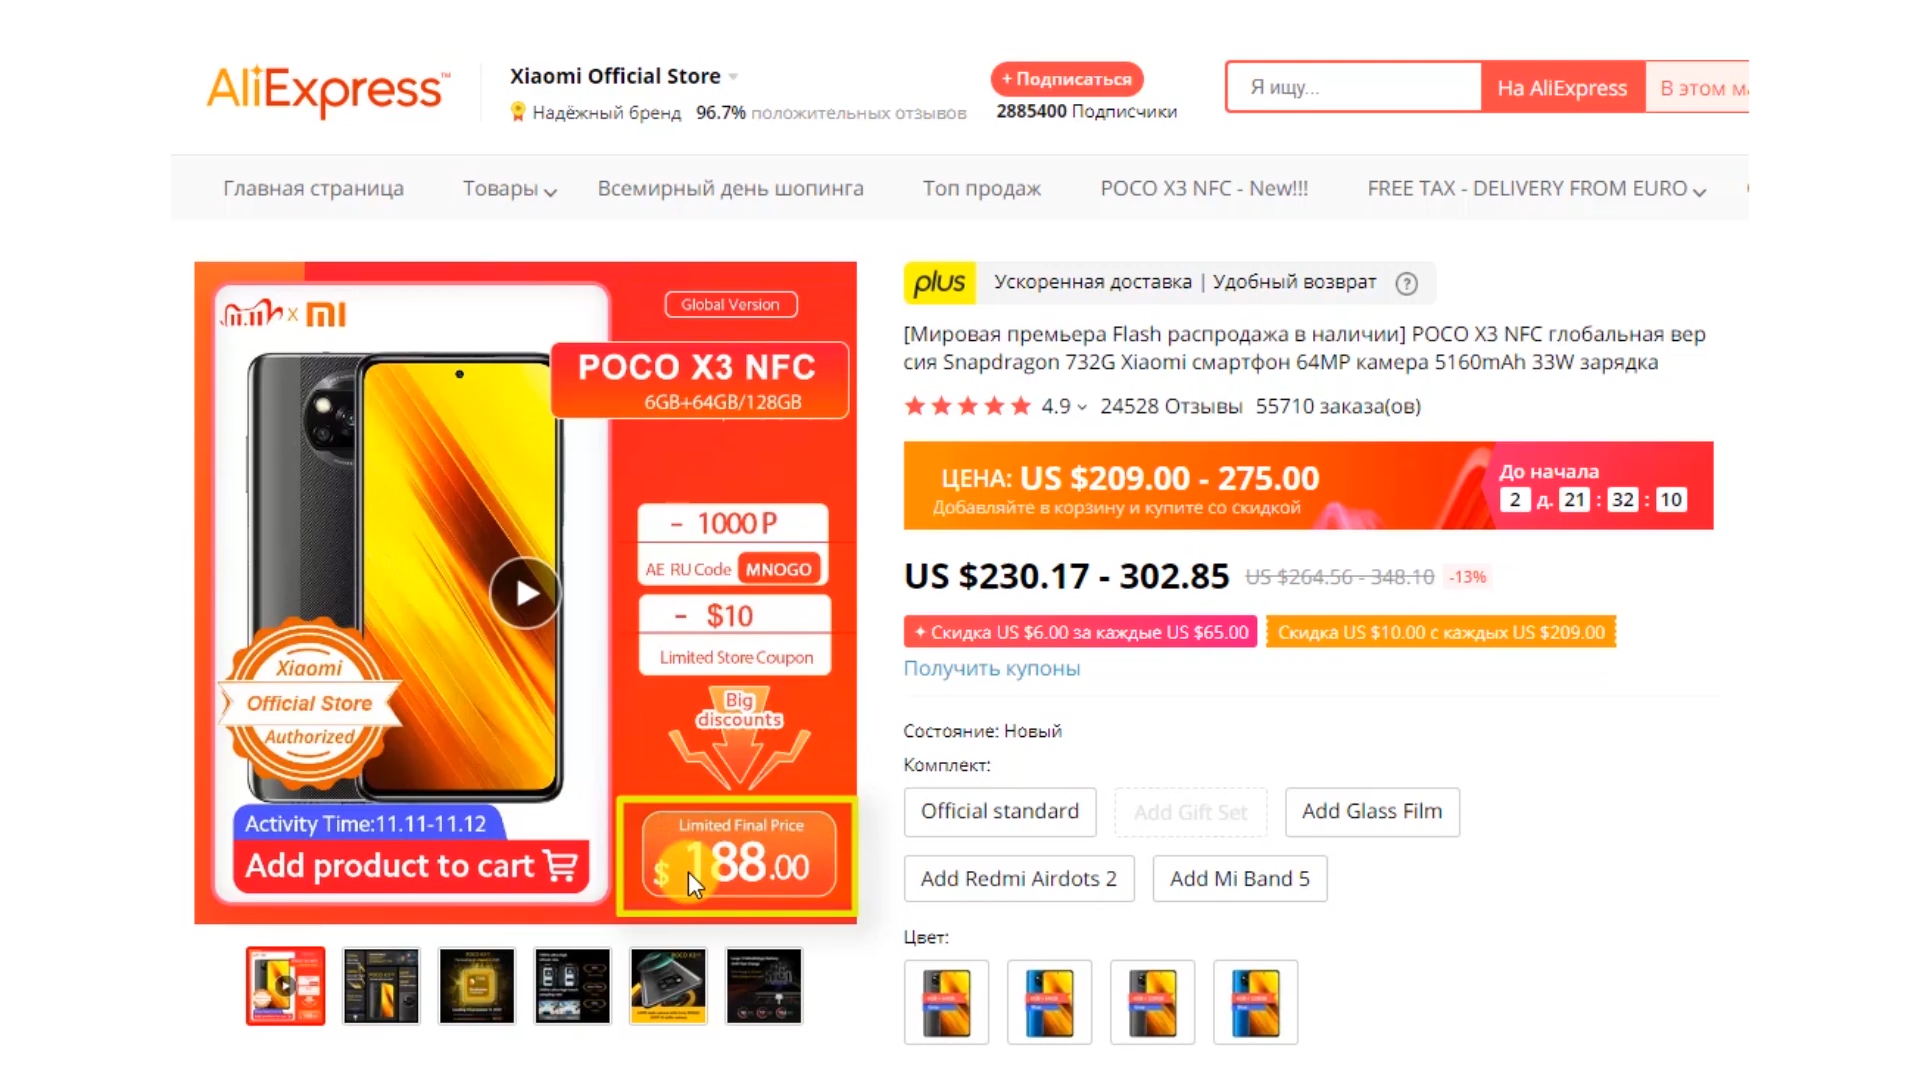 AliExpress™
Xiaomi Official Store
Надёжный бренд 96.7% положительных отзывов
+ Подписаться
2885400 Подписчики
Я ищу...
На AliExpress
В этом
Главная страница
Товары
Всемирный день шопинга
Топ продаж
POCO X3 NFC - New!!!
FREE TAX - DELIVERY FROM EURO
11.11 x MI
Global Version
POCO X3 NFC
6GB+64GB/128GB
- 1000 P
AE RU Code MNOGO
- $10
Limited Store Coupon
Big
discounts
Xiaomi
Official Store
Authorized
Activity Time:11.11-11.12
Add product to cart
Limited Final Price
$ 188.00
plus Ускоренная доставка | Удобный возврат ?
[Мировая премьера Flash распродажа в наличии] POCO X3 NFC глобальная вер
сия Snapdragon 732G Xiaomi смартфон 64MP камера 5160mAh 33W зарядка
4.9 24528 Отзывы 55710 заказа(ов)
ЦЕНА: US $209.00 - 275.00
Добавляйте в корзину и купите со скидкой
До начала
2 д. 21 : 32 : 10
US $230.17 - 302.85 US $264.56 - 348.10 -13%
Скидка US $6.00 за каждые US $65.00
Скидка US $10.00 с каждых US $209.00
Получить купоны
Состояние: Новый
Комплект:
Official standard
Add Gift Set
Add Glass Film
Add Redmi Airdots 2
Add Mi Band 5
Цвет: